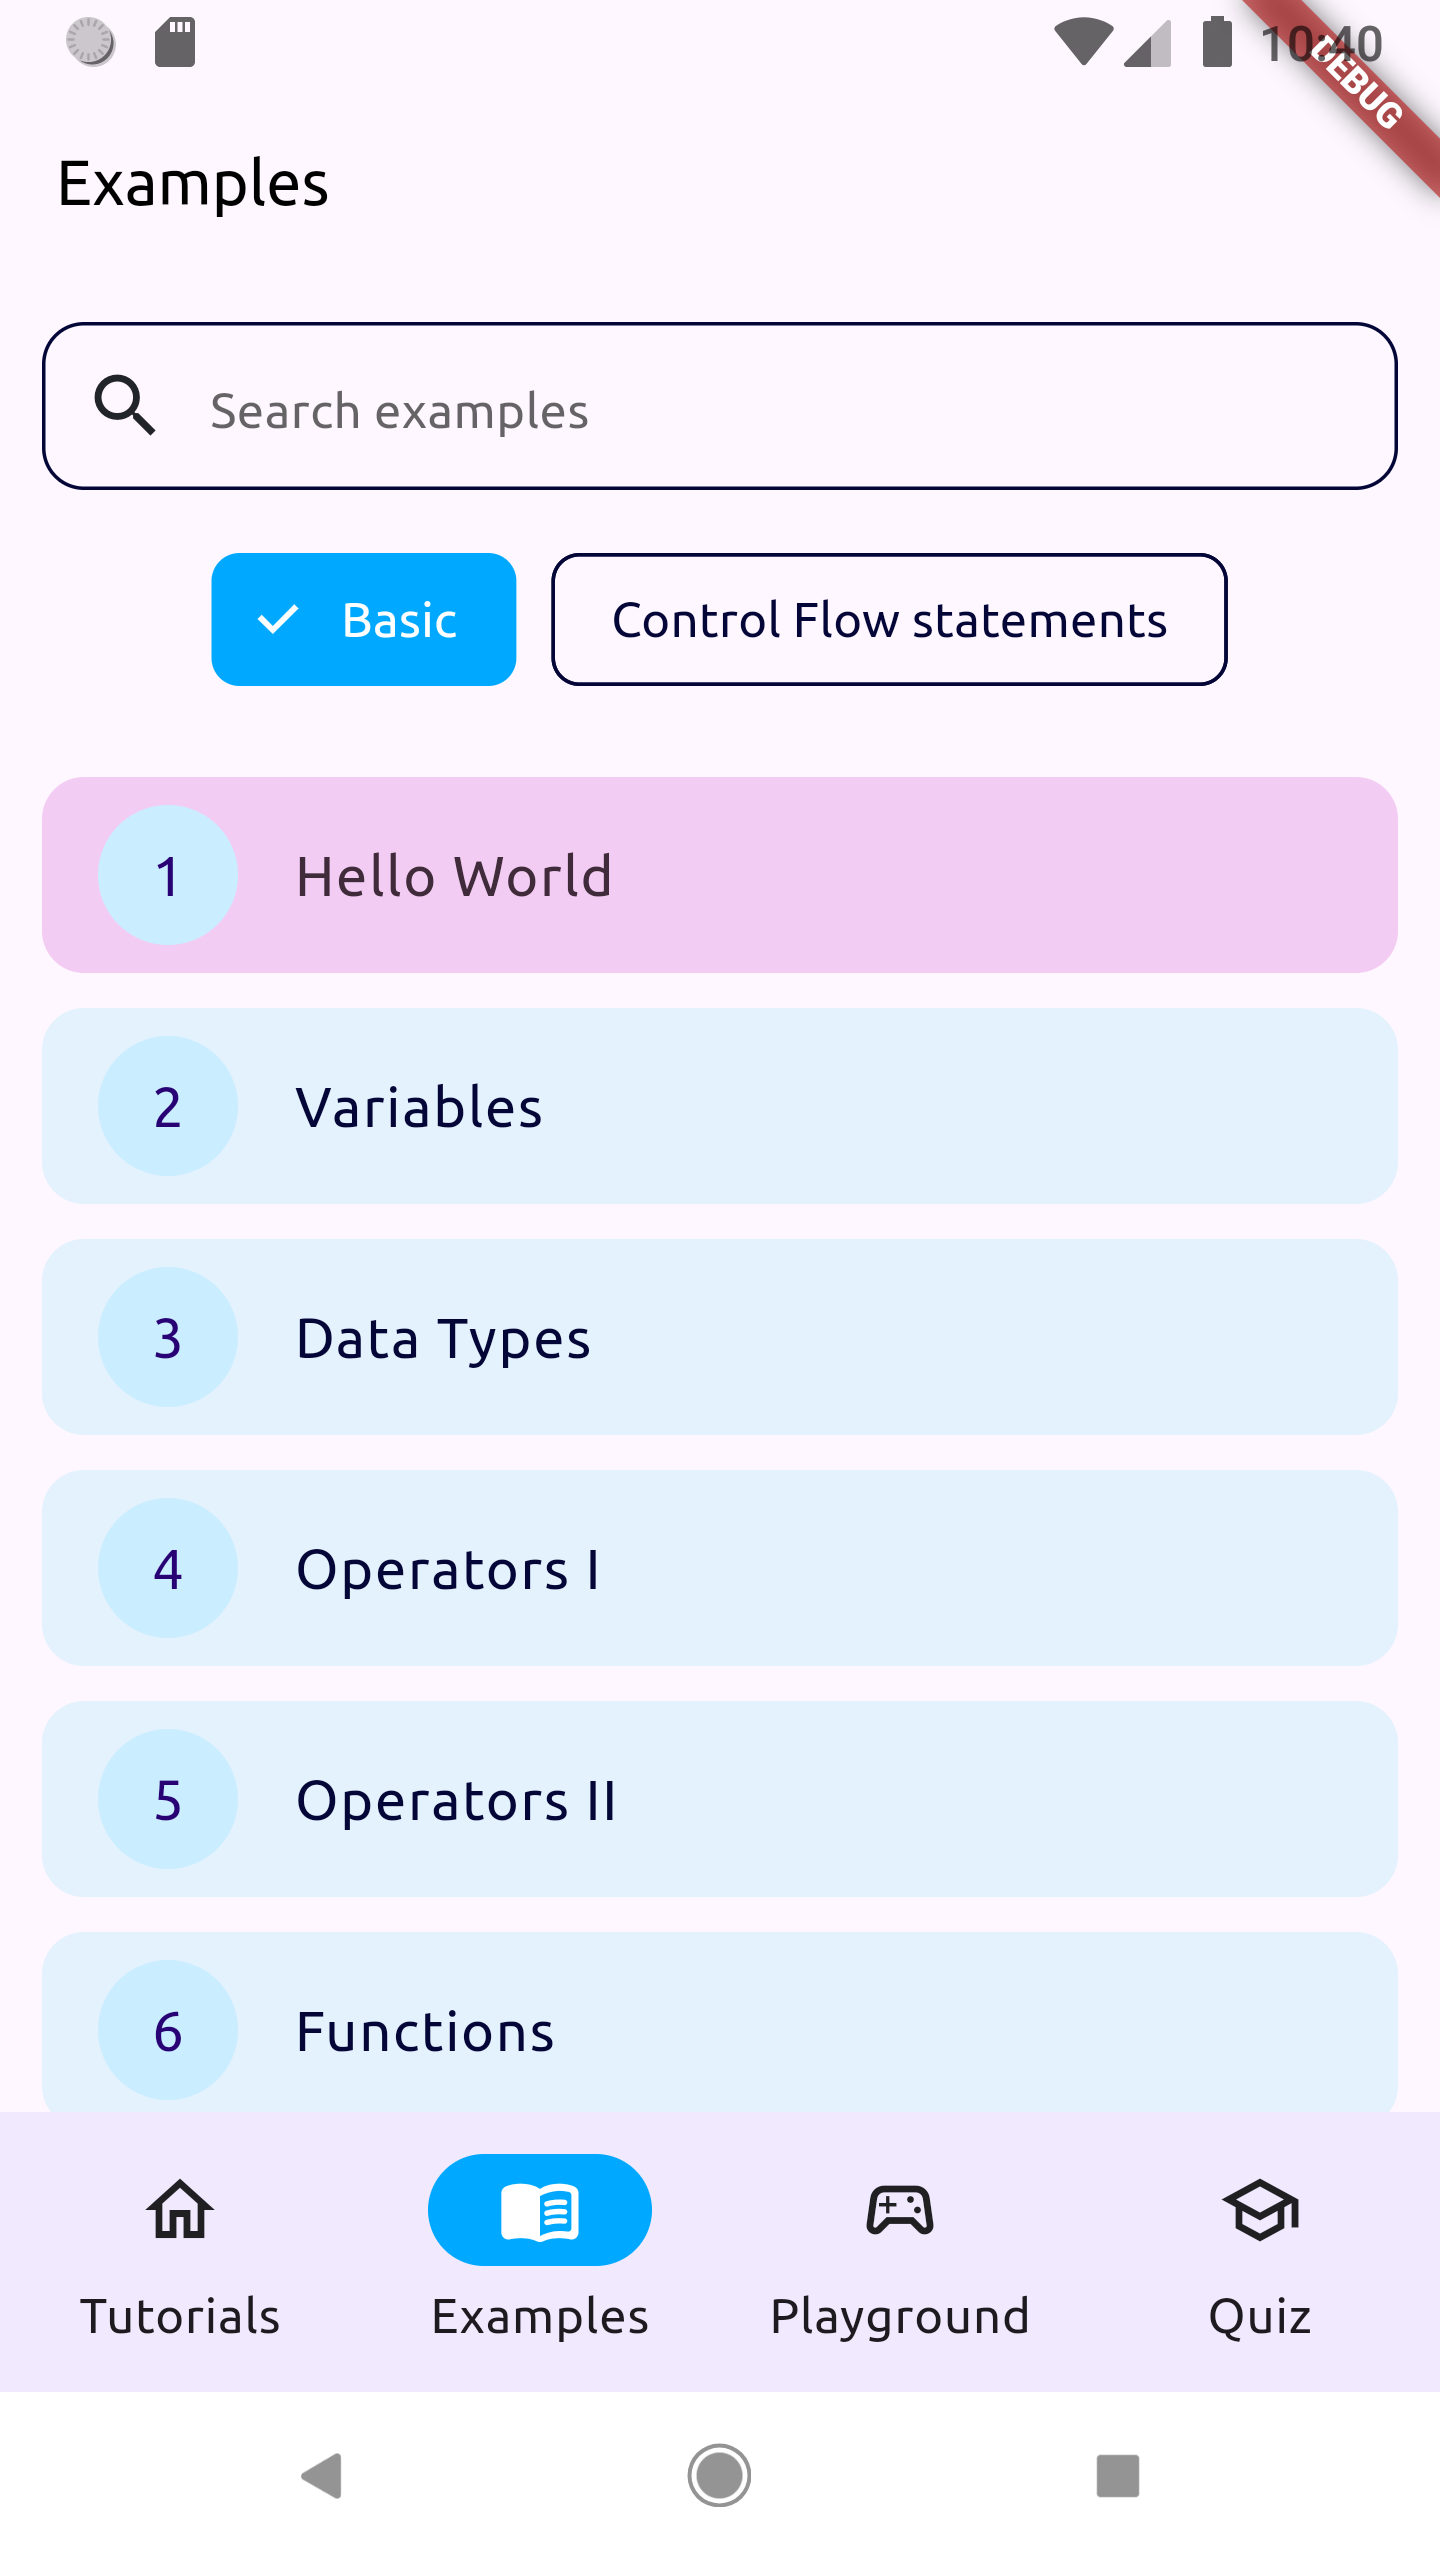 10:40
DEBUG
Examples
Search examples
Basic
Control Flow statements
1 Hello World
2 Variables
3 Data Types
4 Operators I
5 Operators II
6 Functions
Tutorials Examples Playground Quiz